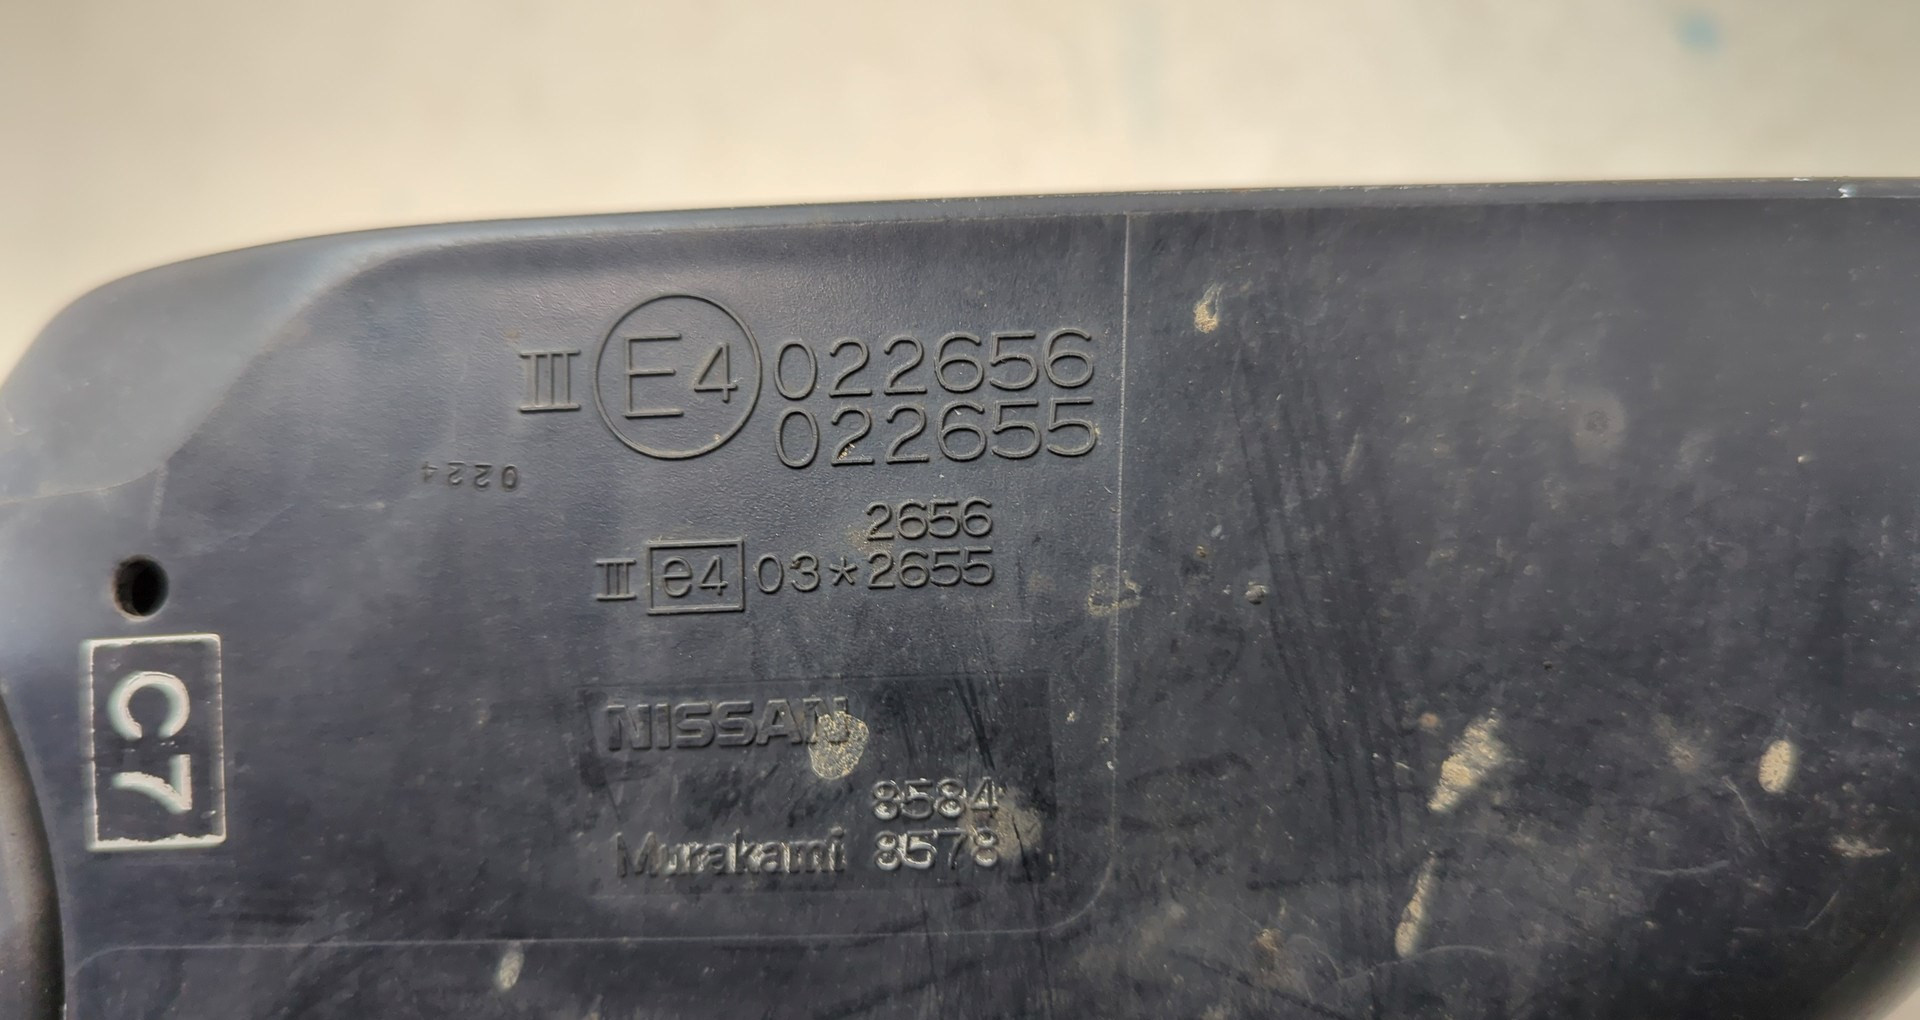 III E4 022656
022655
0224
2656
III e4 03*2655
C7
NISSAN
8584
Murakami 8578